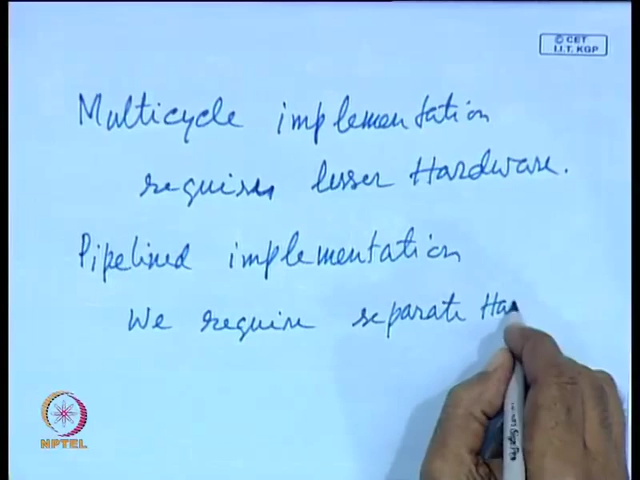 © CET
I.I.T. KGP
Multicycle implementation
requires lesser Hardware.
Pipelined implementation
We require separate Ha
NPTEL